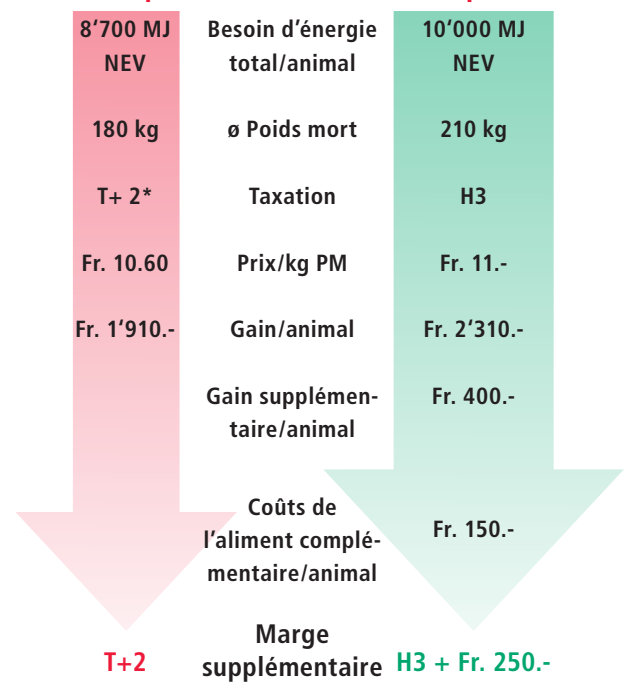 8‘700 MJ Besoin d’énergie 10‘000 MJ
NEV total/animal NEV
180 kg ø Poids mort 210 kg
T+ 2* Taxation H3
Fr. 10.60 Prix/kg PM Fr. 11.-
Fr. 1‘910.- Gain/animal Fr. 2‘310.-
Gain supplémen- Fr. 400.-
taire/animal
Coûts de
l’aliment complé- Fr. 150.-
mentaire/animal
Marge
T+2 supplémentaire H3 + Fr. 250.-